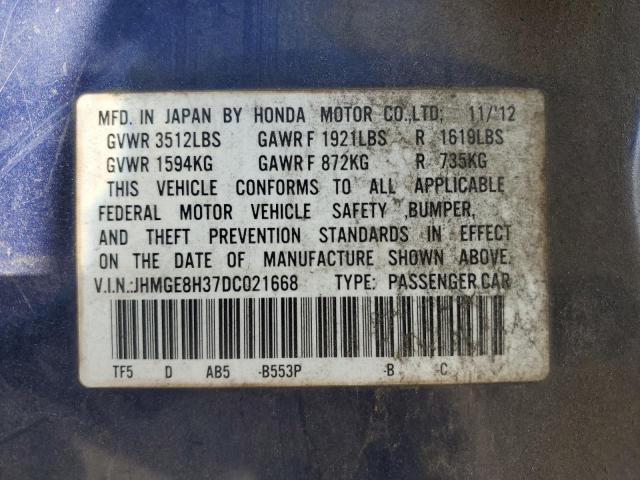 MFD. IN JAPAN BY HONDA MOTOR CO.,LTD; 11/'12
GVWR 3512LBS GAWR F 1921LBS R 1619LBS
GVWR 1594KG GAWR F 872KG R 735KG
THIS VEHICLE CONFORMS TO ALL APPLICABLE
FEDERAL MOTOR VEHICLE SAFETY ,BUMPER,
AND THEFT PREVENTION STANDARDS IN EFFECT
ON THE DATE OF MANUFACTURE SHOWN ABOVE.
V.I.N.:JHMGE8H37DC021668 TYPE: PASSENGER CAR
TF5 D AB5 -B553P -B -C